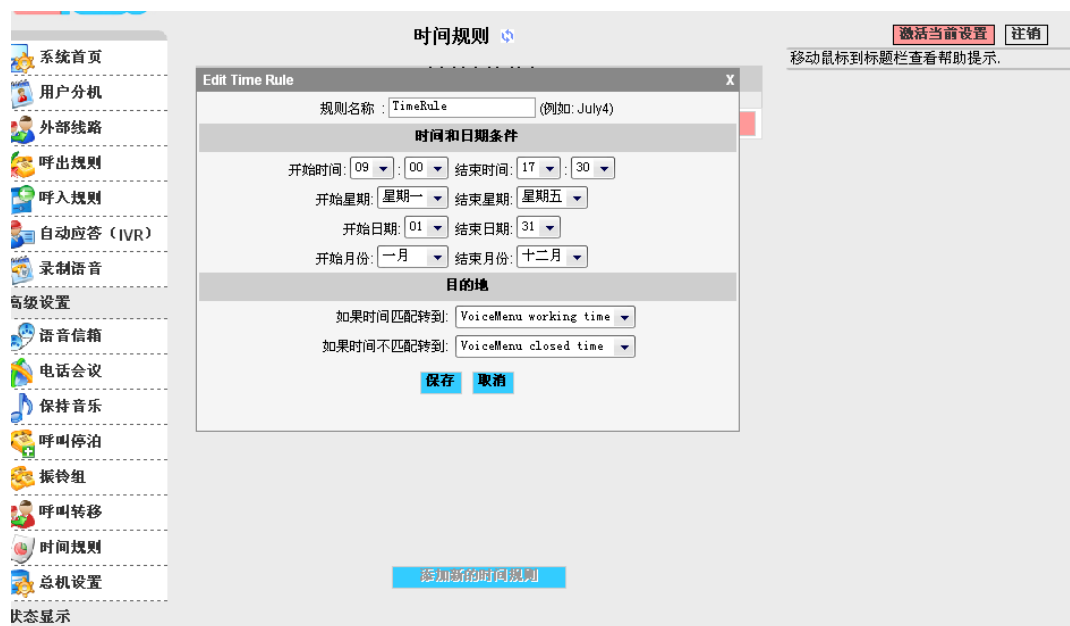 时间规则
激活当前设置 注销
移动鼠标到标题栏查看帮助提示.
系统首页
用户分机
外部线路
呼出规则
呼入规则
自动应答（IVR）
录制语音
高级设置
语音信箱
电话会议
保持音乐
呼叫停泊
振铃组
呼叫转移
时间规则
总机设置
状态显示
Edit Time Rule X
规则名称 : TimeRule (例如: July4)
时间和日期条件
开始时间: 09 : 00 结束时间: 17 : 30
开始星期: 星期一 结束星期: 星期五
开始日期: 01 结束日期: 31
开始月份: 一月 结束月份: 十二月
目的地
如果时间匹配转到: VoiceMenu working time
如果时间不匹配转到: VoiceMenu closed time
保存 取消
添加新的时间规则